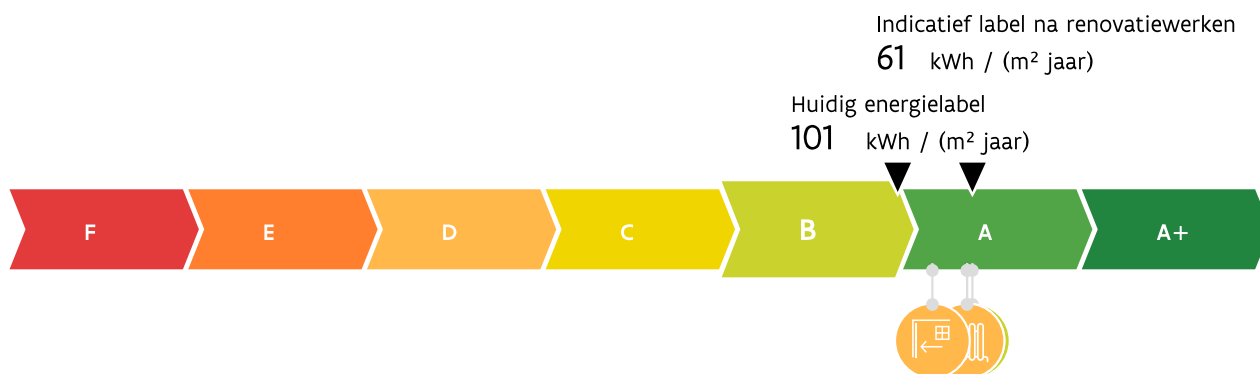 Indicatief label na renovatiewerken
61 kWh / (m² jaar)
Huidig energielabel
101 kWh / (m² jaar)
F E D C B A A+